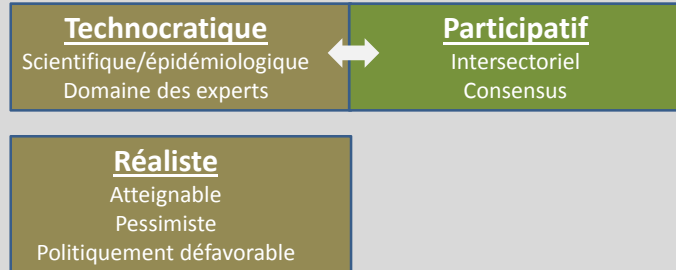 Technocratique
Scientifique/épidémiologique
Domaine des experts
Participatif
Intersectoriel
Consensus
Réaliste
Atteignable
Pessimiste
Politiquement défavorable